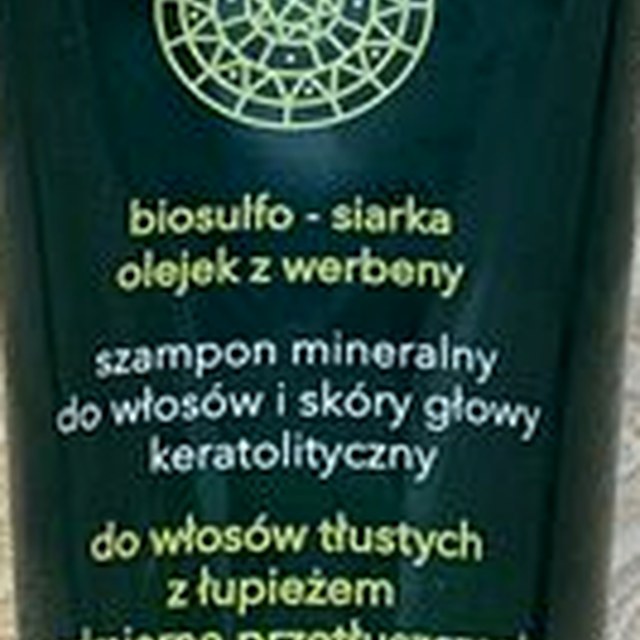 biosulfo - siarka
olejek z werbeny
szampon mineralny
do włosów i skóry głowy
keratolityczny
do włosów tłustych
z łupieżem